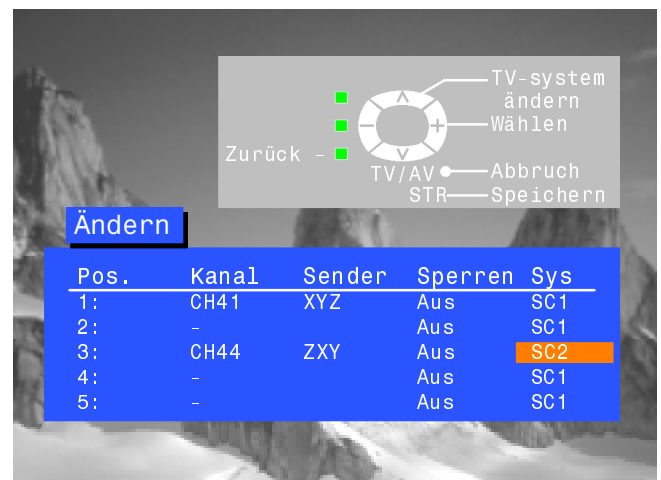 TV-system
ändern
Wählen
Zurück -
TV/AV Abbruch
STR Speichern
Ändern
Pos. Kanal Sender Sperren Sys
1: CH41 XYZ Aus SC1
2: - Aus SC1
3: CH44 ZXY Aus SC2
4: - Aus SC1
5: - Aus SC1